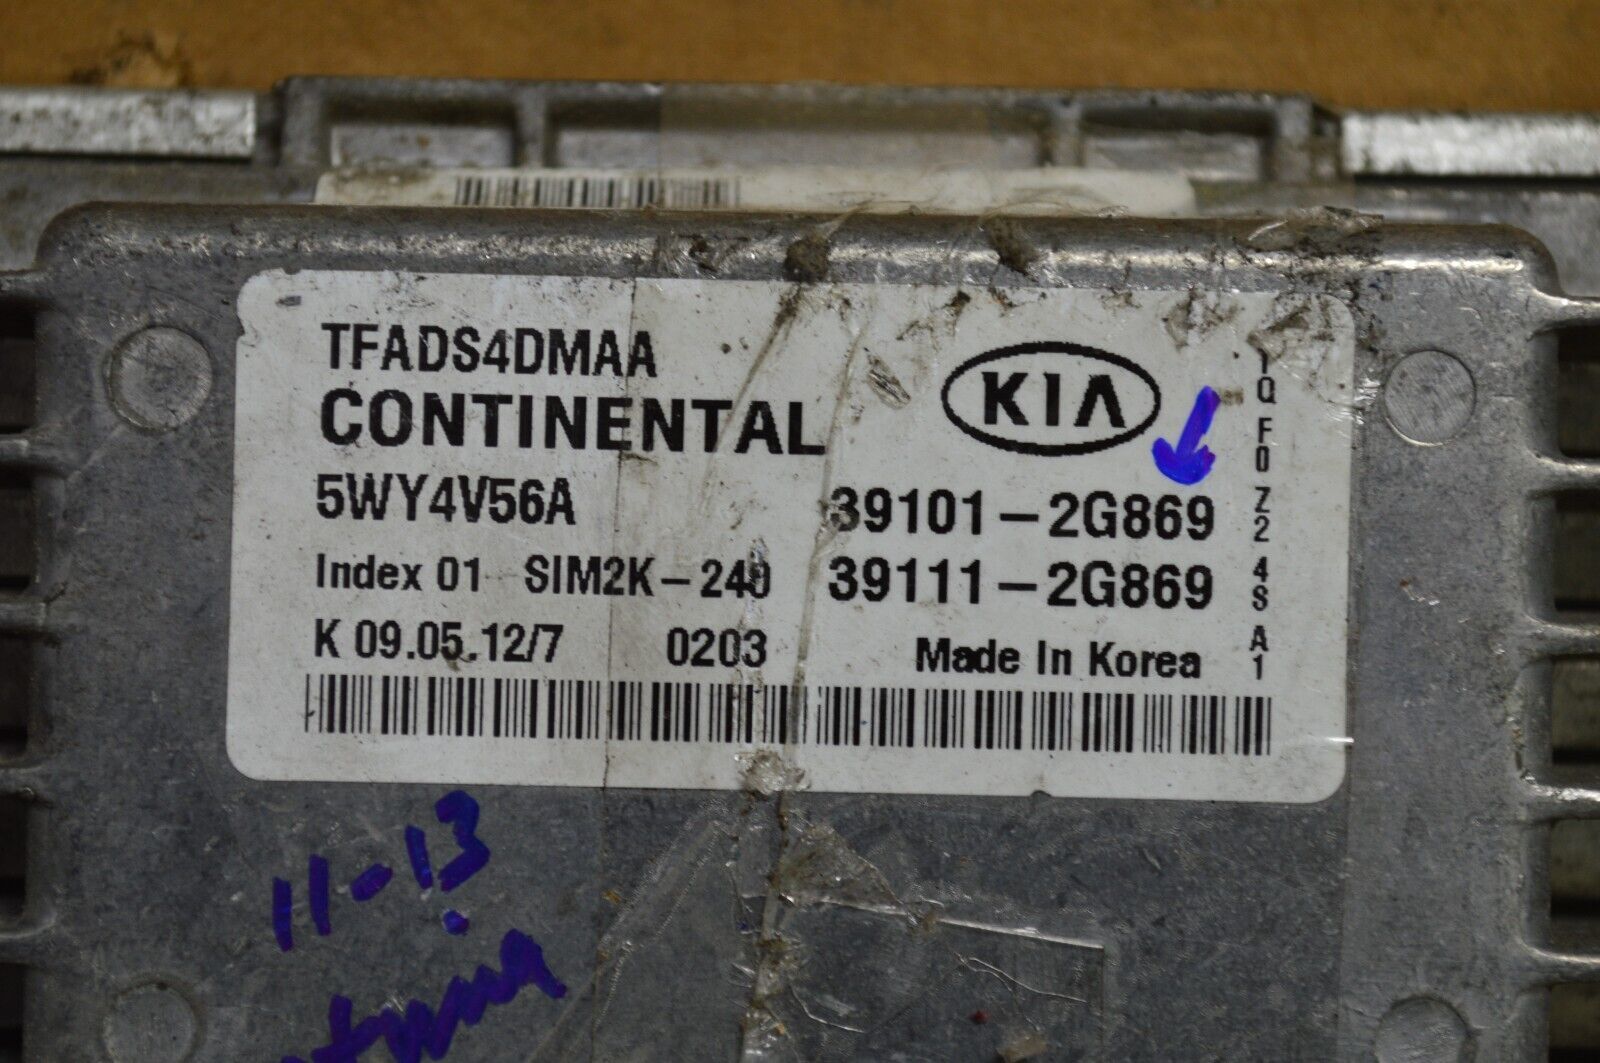 TFADS4DMAA
CONTINENTAL
KIA
5WY4V56A
39101-2G869
Index 01 SIM2K-240
39111-2G869
K 09.05.12/7 0203
Made In Korea
1Q F0 Z2 4S A1
11-13